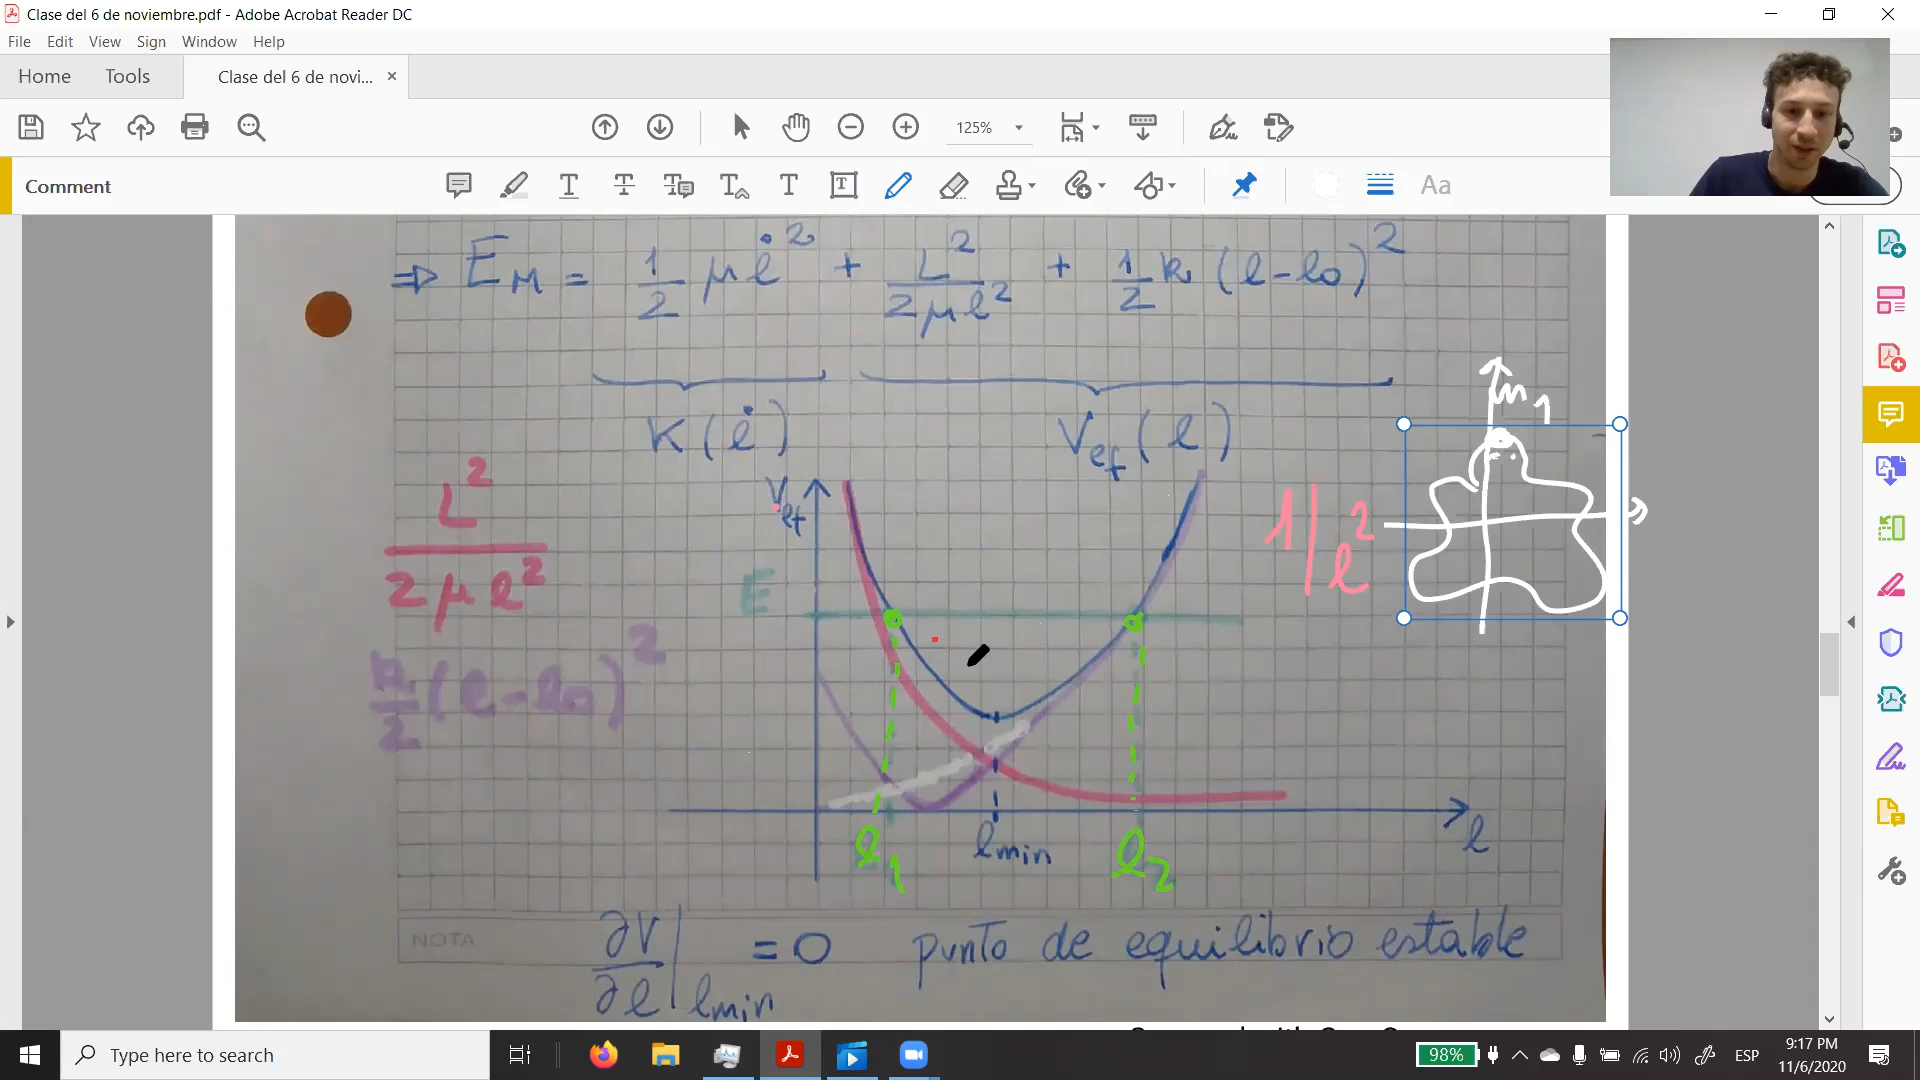 Clase del 6 de noviembre.pdf - Adobe Acrobat Reader DC
File Edit View Sign Window Help
Home Tools Clase del 6 de novi... ×
125%
Comment
Aa
⇒ E_M = 1/2 μ l̇² + L²/(2μl²) + 1/2 k (l-l₀)²
K(l̇) V_ef(l)
m₁
L²/(2μl²)
V_ef
1/l²
E
k/2 (l-l₀)²
l₁ l_min l₂ l
NOTA
∂V/∂l |l_min = 0 punto de equilibrio estable
Type here to search
98%
ESP
9:17 PM
11/6/2020